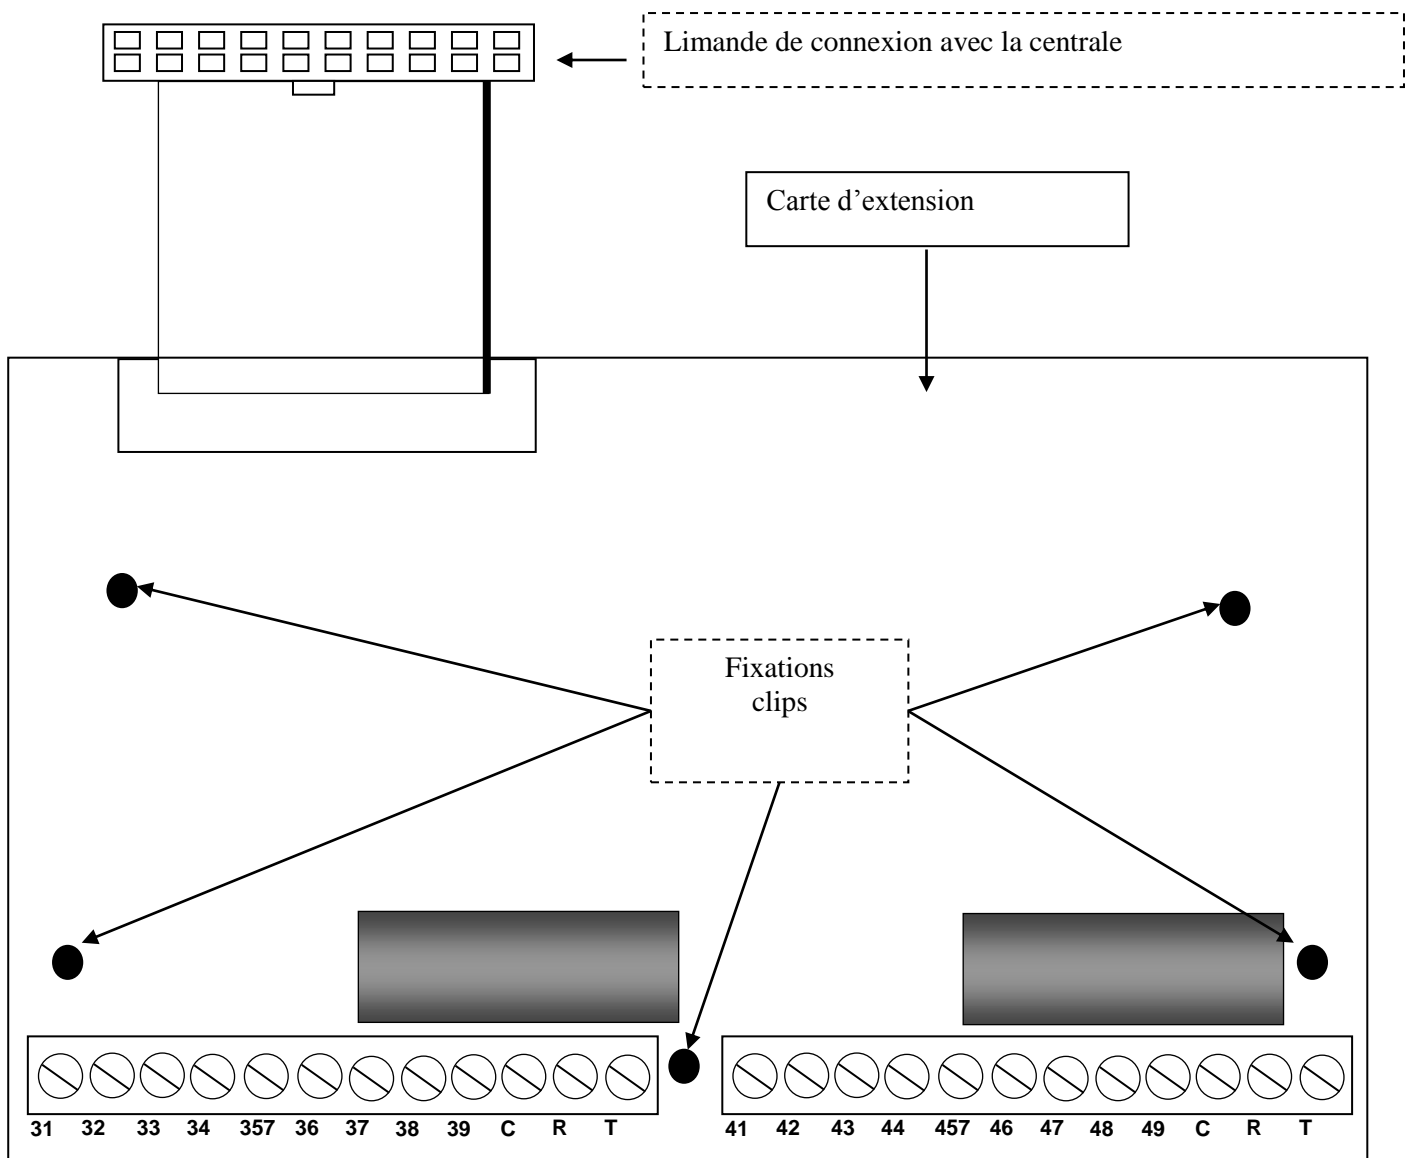 Limande de connexion avec la centrale
Carte d’extension
Fixations
clips
31 32 33 34 357 36 37 38 39 C R T 41 42 43 44 457 46 47 48 49 C R T